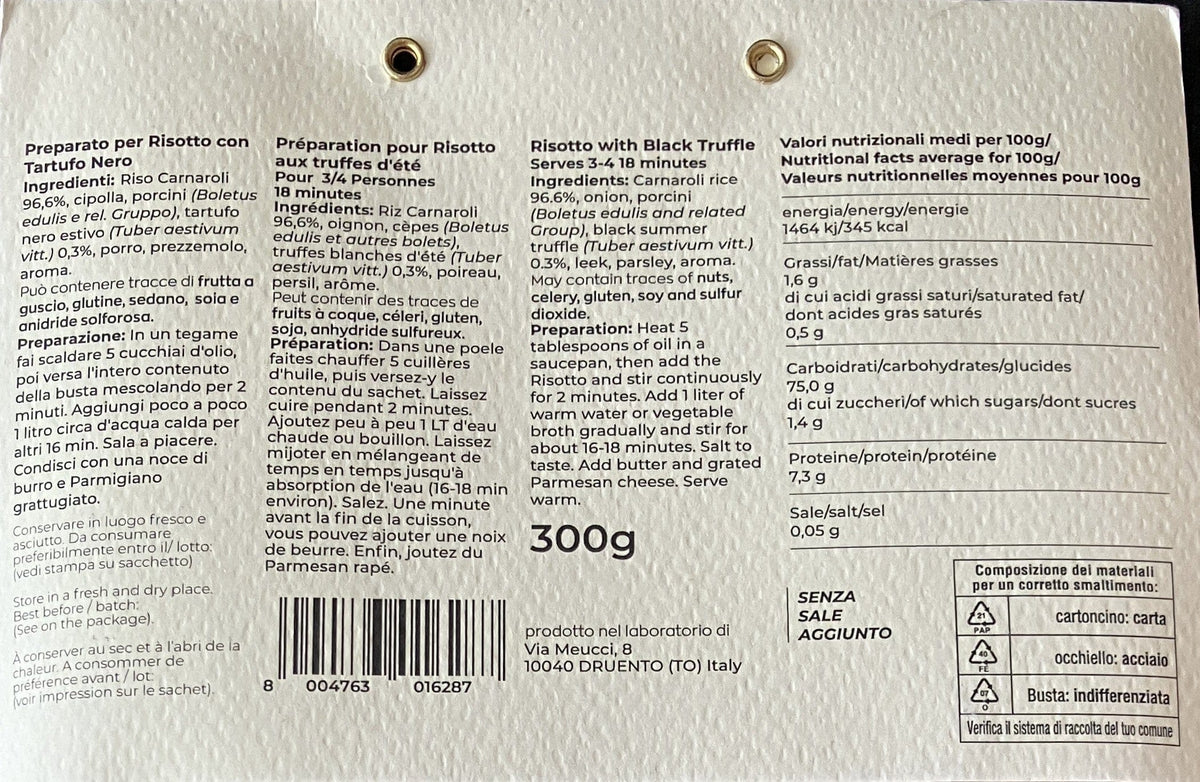 Preparato per Risotto con
Tartufo Nero
Ingredienti: Riso Carnaroli
96,6%, cipolla, porcini (Boletus
edulis e rel. Gruppo), tartufo
nero estivo (Tuber aestivum
vitt.) 0,3%, porro, prezzemolo,
aroma.
Può contenere tracce di frutta a
guscio, glutine, sedano, soia e
anidride solforosa.
Preparazione: In un tegame
fai scaldare 5 cucchiai d'olio,
poi versa l'intero contenuto
della busta mescolando per 2
minuti. Aggiungi poco a poco
1 litro circa d'acqua calda per
altri 16 min. Sala a piacere.
Condisci con una noce di
burro e Parmigiano
grattugiato.
Conservare in luogo fresco e
asciutto. Da consumare
preferibilmente entro il/ lotto:
(vedi stampa su sacchetto)
Store in a fresh and dry place.
Best before / batch:
(See on the package).
À conserver au sec et à l'abri de la
chaleur. A consommer de
préférence avant / lot:
(voir impression sur le sachet).
Préparation pour Risotto
aux truffes d'été
Pour 3/4 Personnes
18 minutes
Ingrédients: Riz Carnaroli
96,6%, oignon, cèpes (Boletus
edulis et autres bolets),
truffes blanches d'été (Tuber
aestivum vitt.) 0,3%, poireau,
persil, arôme.
Peut contenir des traces de
fruits à coque, céleri, gluten,
soja, anhydride sulfureux.
Préparation: Dans une poele
faites chauffer 5 cuillères
d'huile, puis versez-y le
contenu du sachet. Laissez
cuire pendant 2 minutes.
Ajoutez peu à peu 1 LT d'eau
chaude ou bouillon. Laissez
mijoter en mélangeant de
temps en temps jusqu'à
absorption de l'eau (16-18 min
environ). Salez. Une minute
avant la fin de la cuisson,
vous pouvez ajouter une noix
de beurre. Enfin, joutez du
Parmesan rapé.
8 004763 016287
Risotto with Black Truffle
Serves 3-4 18 minutes
Ingredients: Carnaroli rice
96.6%, onion, porcini
(Boletus edulis and related
Group), black summer
truffle (Tuber aestivum vitt.)
0.3%, leek, parsley, aroma.
May contain traces of nuts,
celery, gluten, soy and sulfur
dioxide.
Preparation: Heat 5
tablespoons of oil in a
saucepan, then add the
Risotto and stir continuously
for 2 minutes. Add 1 liter of
warm water or vegetable
broth gradually and stir for
about 16-18 minutes. Salt to
taste. Add butter and grated
Parmesan cheese. Serve
warm.
300g
prodotto nel laboratorio di
Via Meucci, 8
10040 DRUENTO (TO) Italy
Valori nutrizionali medi per 100g/
Nutritional facts average for 100g/
Valeurs nutritionnelles moyennes pour 100g
energia/energy/energie
1464 kj/345 kcal
Grassi/fat/Matières grasses
1,6 g
di cui acidi grassi saturi/saturated fat/
dont acides gras saturés
0,5 g
Carboidrati/carbohydrates/glucides
75,0 g
di cui zuccheri/of which sugars/dont sucres
1,4 g
Proteine/protein/protéine
7,3 g
Sale/salt/sel
0,05 g
SENZA
SALE
AGGIUNTO
Composizione dei materiali
per un corretto smaltimento:
21
PAP
cartoncino: carta
40
FE
occhiello: acciaio
07
O
Busta: indifferenziata
Verifica il sistema di raccolta del tuo comune